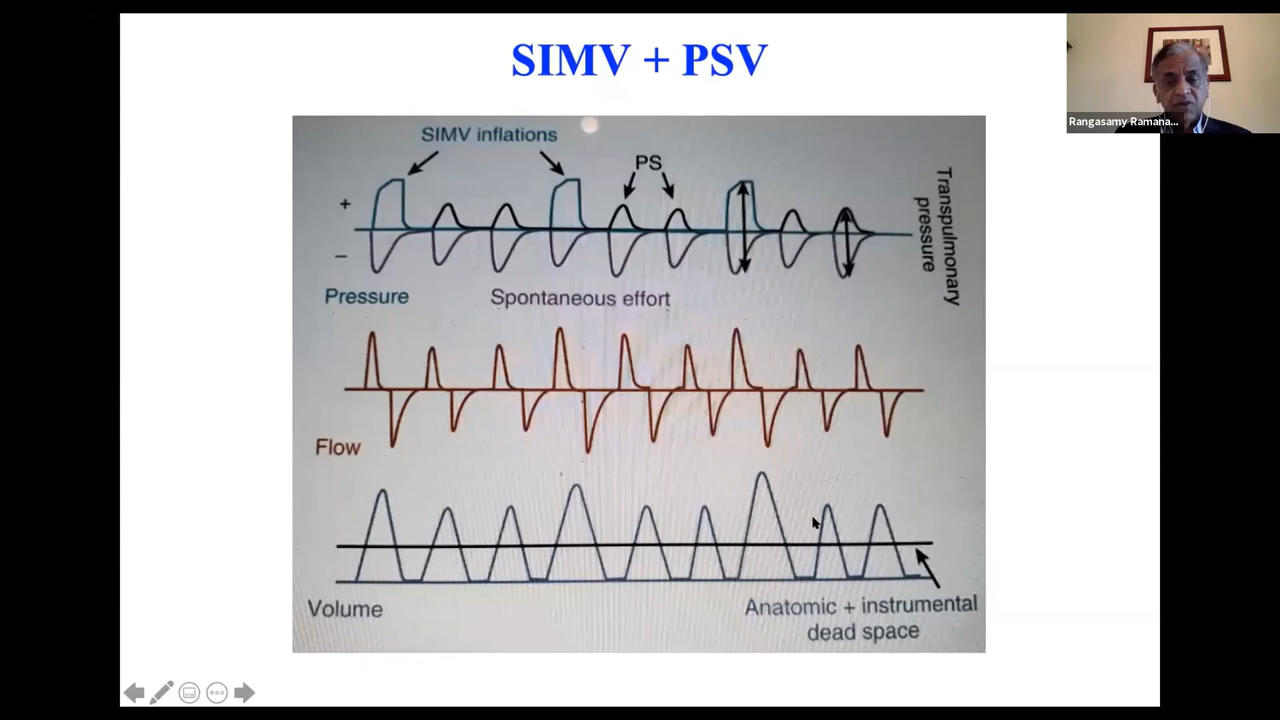 SIMV + PSV
Rangasamy Ramana...
SIMV inflations
PS
+
–
Transpulmonary
pressure
Pressure
Spontaneous effort
Flow
Volume
Anatomic + instrumental
dead space